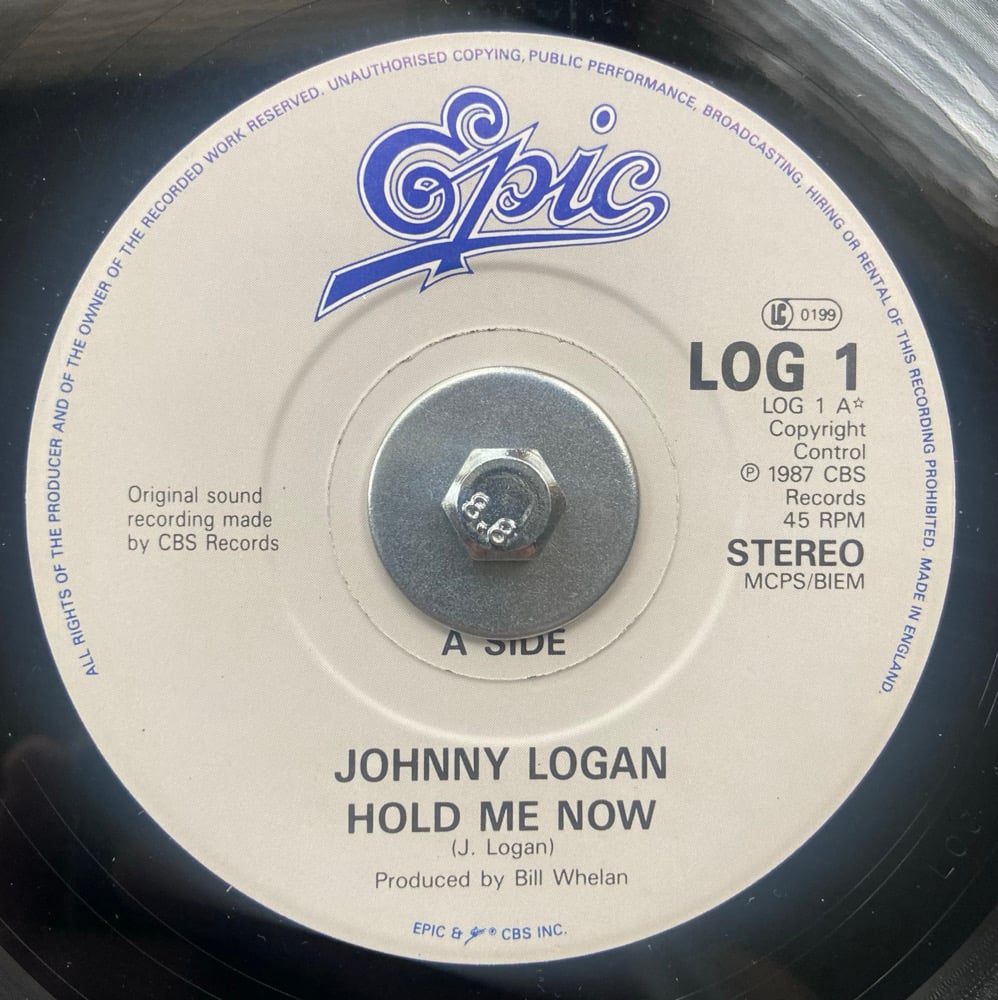 ALL RIGHTS OF THE PRODUCER AND OF THE OWNER OF THE RECORDED WORK RESERVED. UNAUTHORISED COPYING, PUBLIC PERFORMANCE, BROADCASTING, HIRING OR RENTAL OF THIS RECORDING PROHIBITED. MADE IN ENGLAND.
Epic
LC 0199
LOG 1
LOG 1 A☆
Copyright
Control
℗ 1987 CBS
Records
45 RPM
STEREO
MCPS/BIEM
Original sound
recording made
by CBS Records
8.8
A SIDE
JOHNNY LOGAN
HOLD ME NOW
(J. Logan)
Produced by Bill Whelan
EPIC & Epic ® CBS INC.